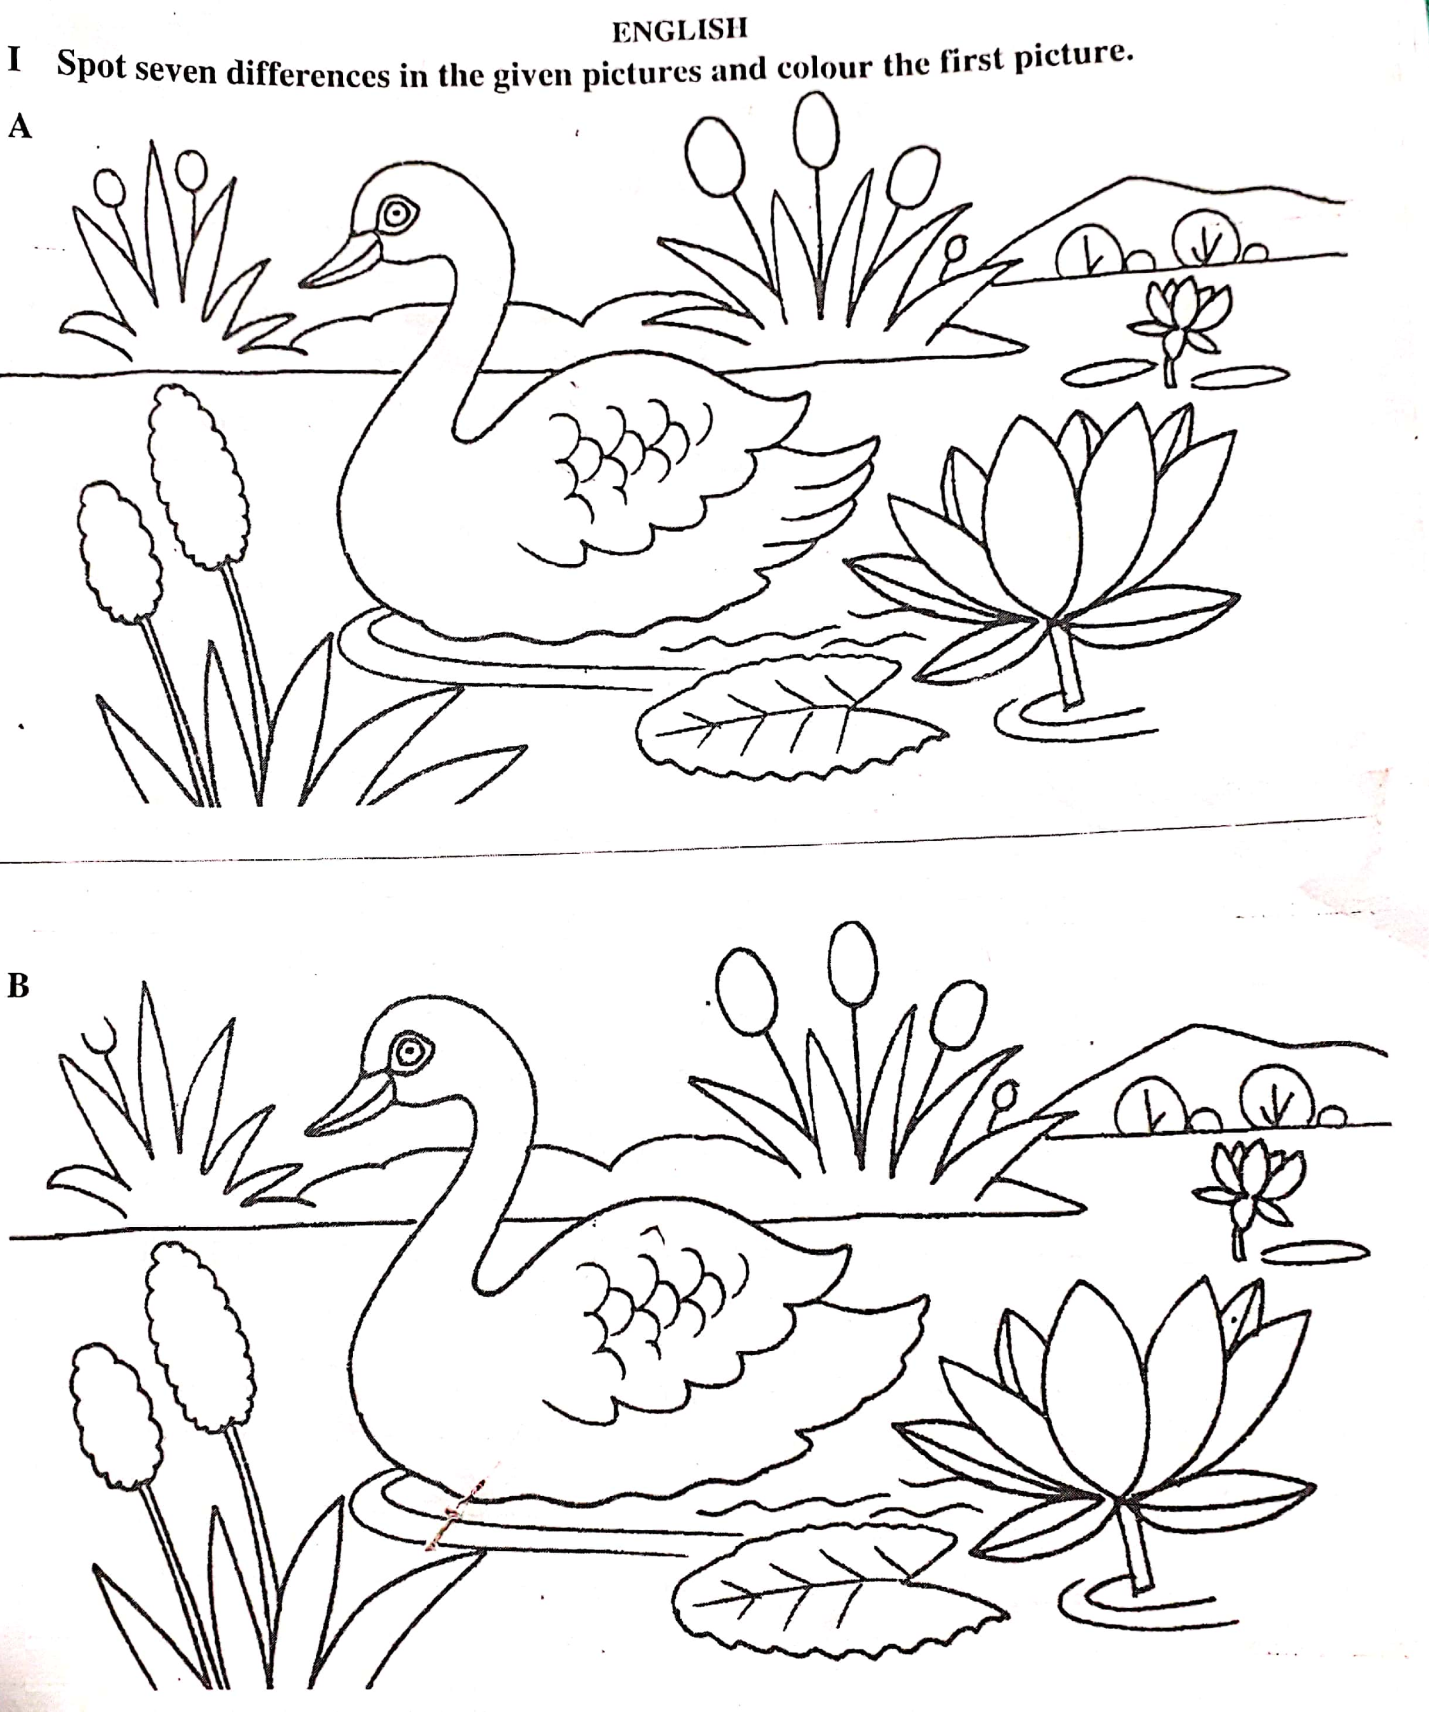 ENGLISH
I Spot seven differences in the given pictures and colour the first picture.
A
B